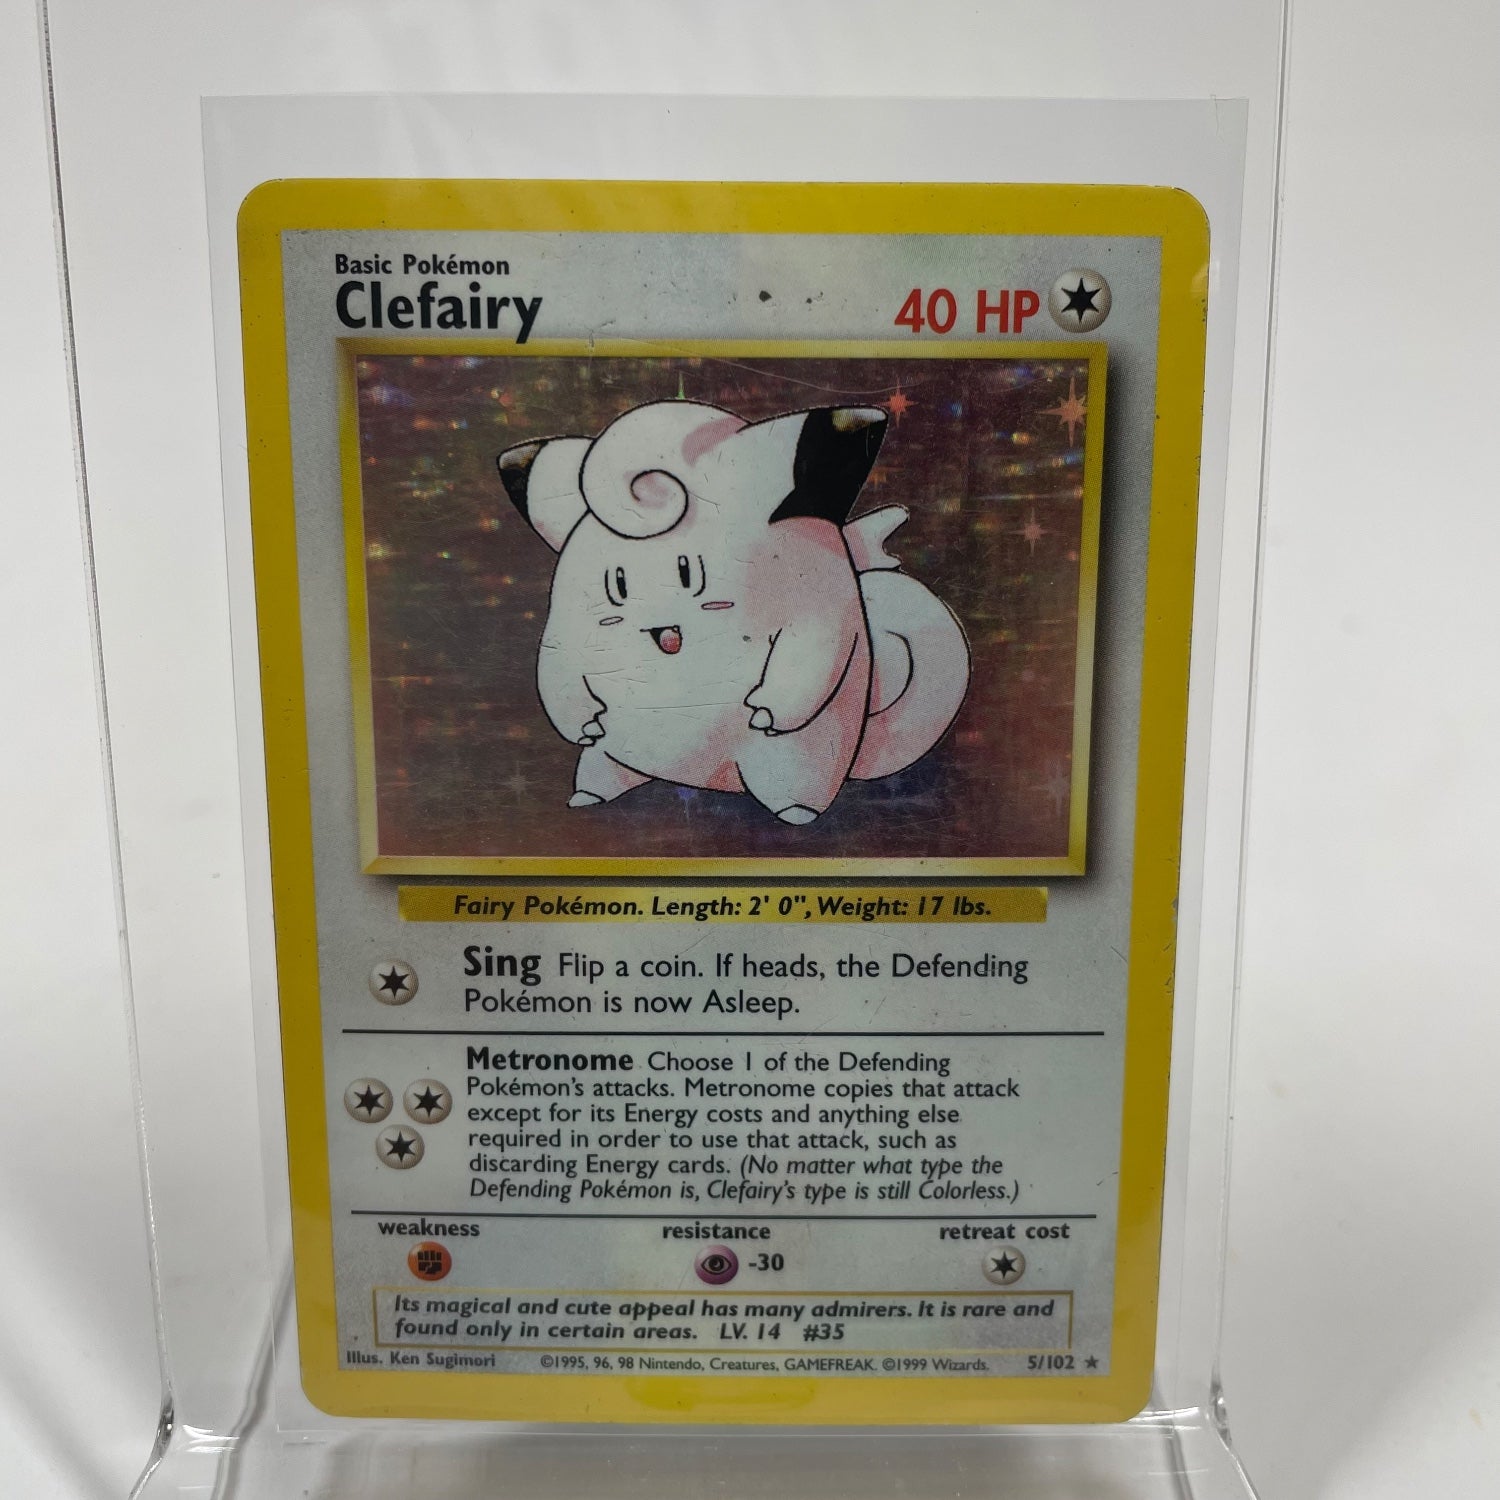 Basic Pokémon
Clefairy
40 HP
Fairy Pokémon. Length: 2' 0", Weight: 17 lbs.
Sing Flip a coin. If heads, the Defending
Pokémon is now Asleep.
Metronome Choose 1 of the Defending
Pokémon's attacks. Metronome copies that attack
except for its Energy costs and anything else
required in order to use that attack, such as
discarding Energy cards. (No matter what type the
Defending Pokémon is, Clefairy's type is still Colorless.)
weakness resistance retreat cost
-30
Its magical and cute appeal has many admirers. It is rare and
found only in certain areas. LV. 14 #35
Illus. Ken Sugimori ©1995, 96, 98 Nintendo, Creatures, GAMEFREAK. ©1999 Wizards. 5/102 ★